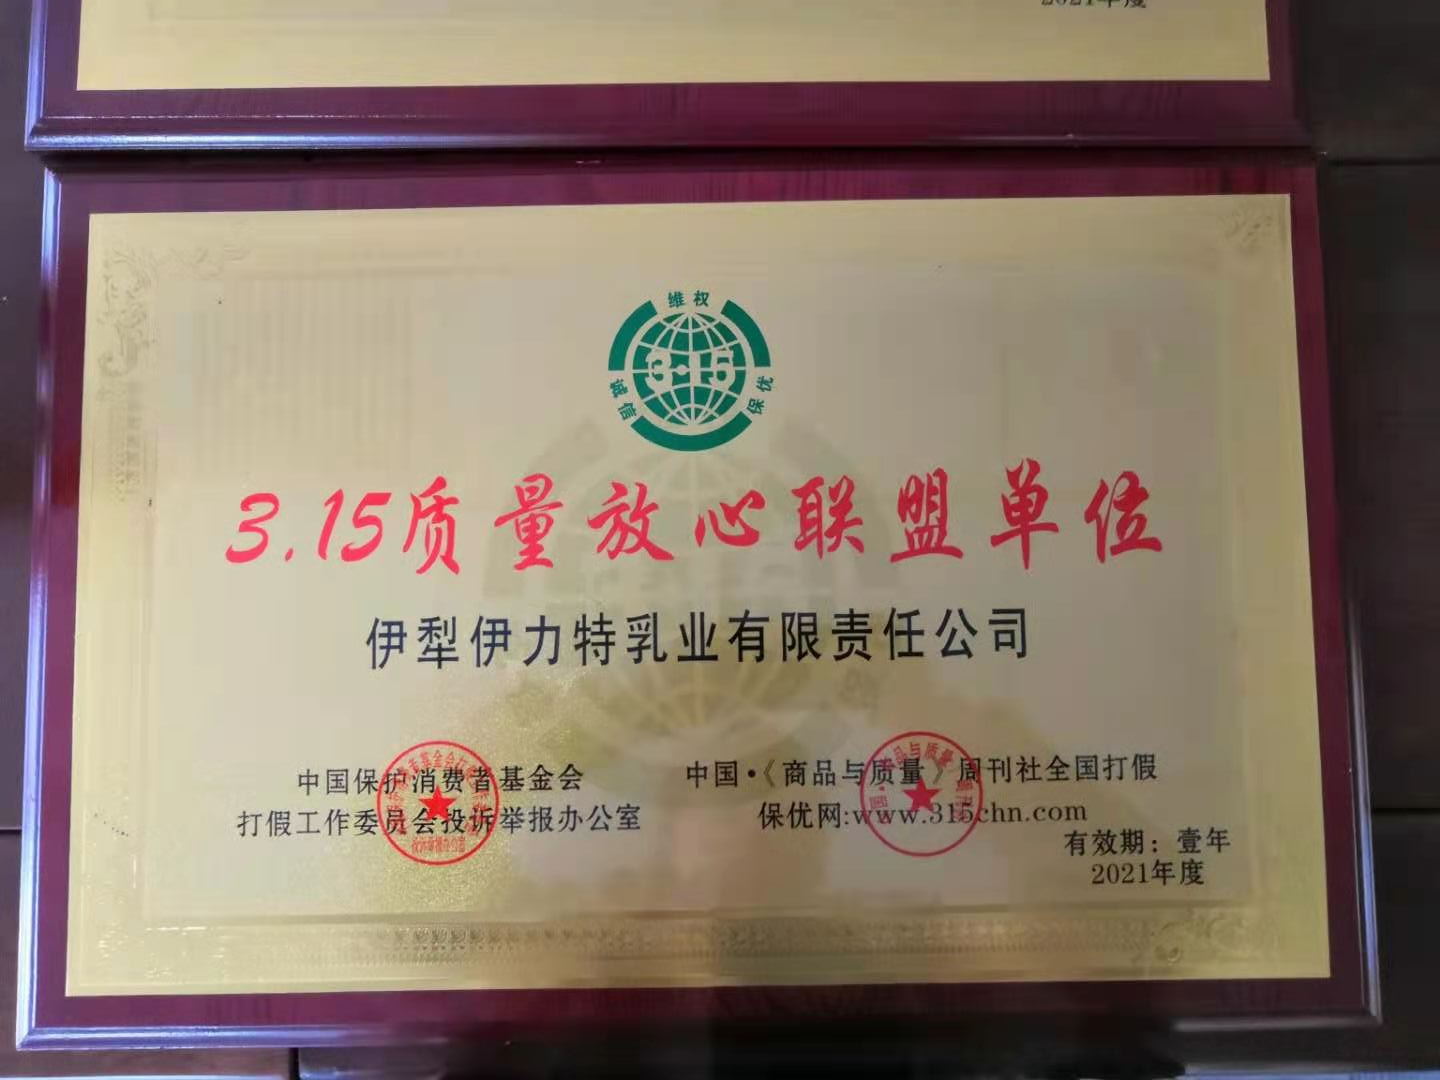 2021年度
维权
3·15
诚信
保优
3.15质量放心联盟单位
伊犁伊力特乳业有限责任公司
中国保护消费者基金会
打假工作委员会投诉举报办公室
中国·《商品与质量》周刊社全国打假
保优网:www.315chn.com
有效期：壹年
2021年度